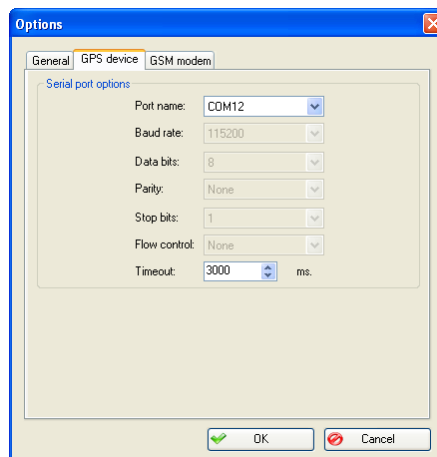 Options
General GPS device GSM modem
Serial port options
Port name: COM12
Baud rate: 115200
Data bits: 8
Parity: None
Stop bits: 1
Flow control: None
Timeout: 3000 ms.
OK Cancel